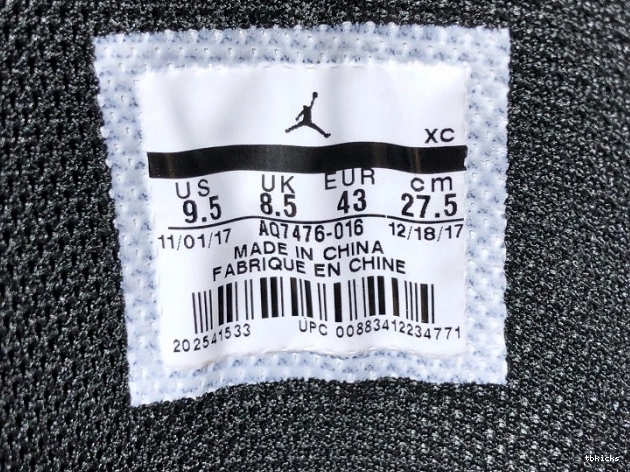 XC
US UK EUR cm
9.5 8.5 43 27.5
11/01/17 AQ7476-016 12/18/17
MADE IN CHINA
FABRIQUE EN CHINE
202541533 UPC 00883412234771
tbkicks